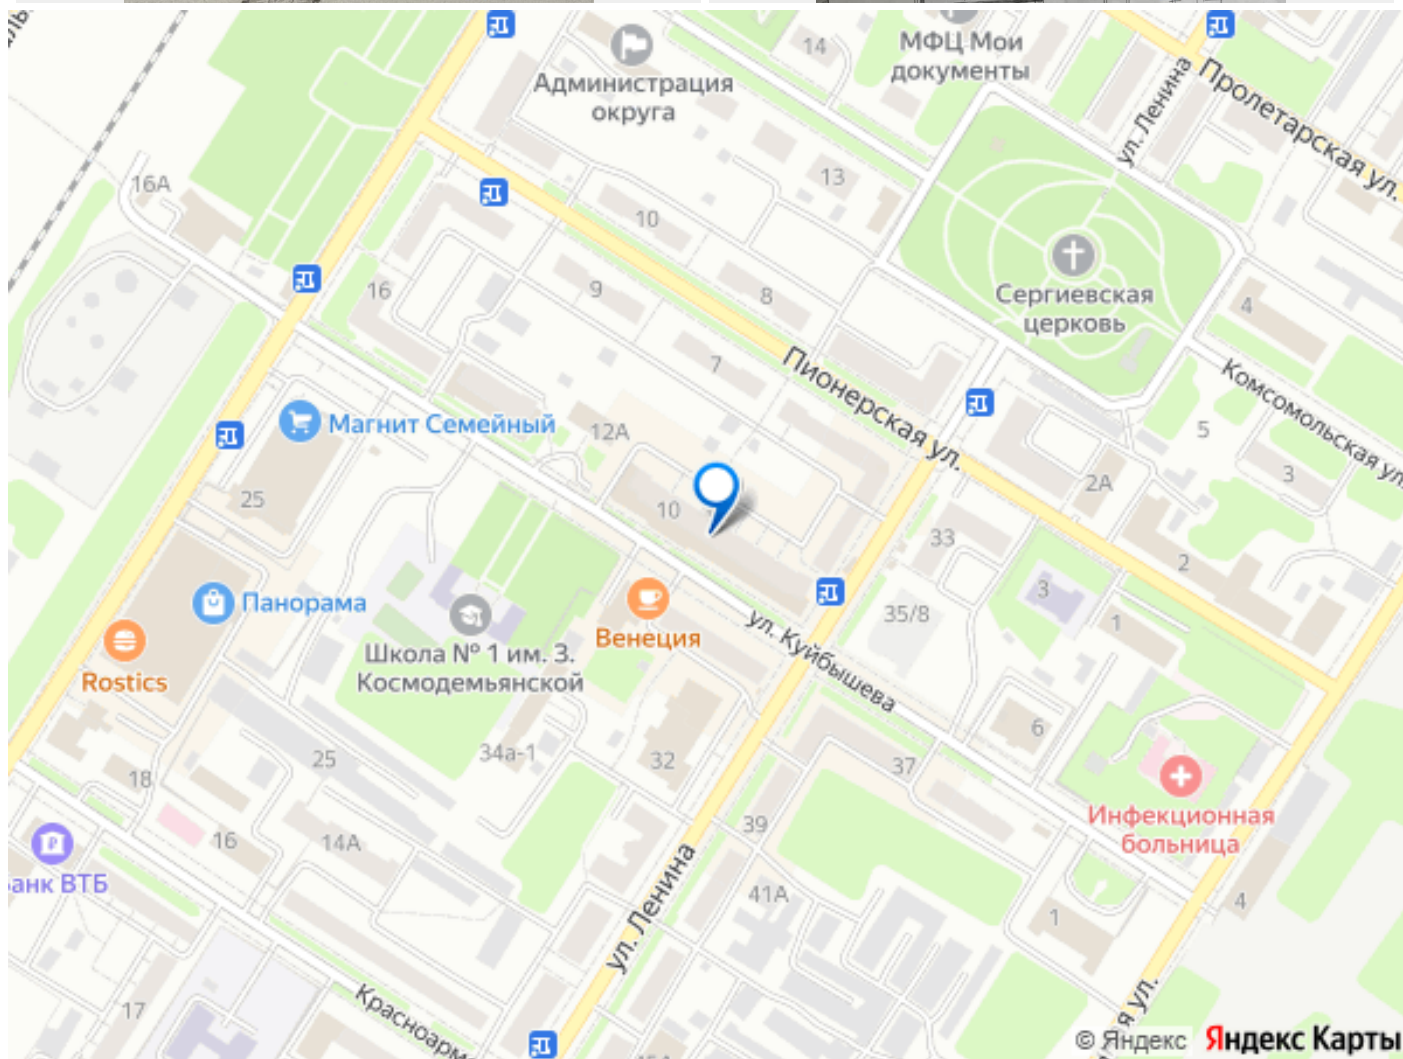 14
МФЦ Мои
документы
Администрация
округа
ул. Ленина
Пролетарская ул.
16А
13
10
16
9
8
Сергиевская
церковь
4
7
Пионерская ул.
Комсомольская ул.
Магнит Семейный
12А
5
3
25
10
2А
33
2
Панорама
3
35/8
1
Венеция
ул. Куйбышева
Школа № 1 им. З.
Космодемьянской
Rostics
6
34а-1
25
32
37
18
39
Инфекционная
больница
16
14А
анк ВТБ
ул. Ленина
41А
4
1
17
Красноарм
я ул.
© Яндекс Яндекс Карты